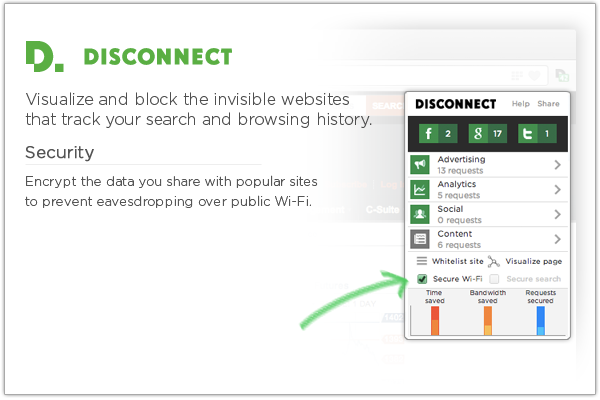 D. DISCONNECT
Visualize and block the invisible websites
that track your search and browsing history.
Security
Encrypt the data you share with popular sites
to prevent eavesdropping over public Wi-Fi.
SEARC
C-Suite
DISCONNECT Help Share
f 2 g 17 t 1
Advertising
13 requests
Analytics
5 requests
Social
0 requests
Content
6 requests
Whitelist site Visualize page
Secure Wi-Fi Secure search
Time saved Bandwidth saved Requests secured